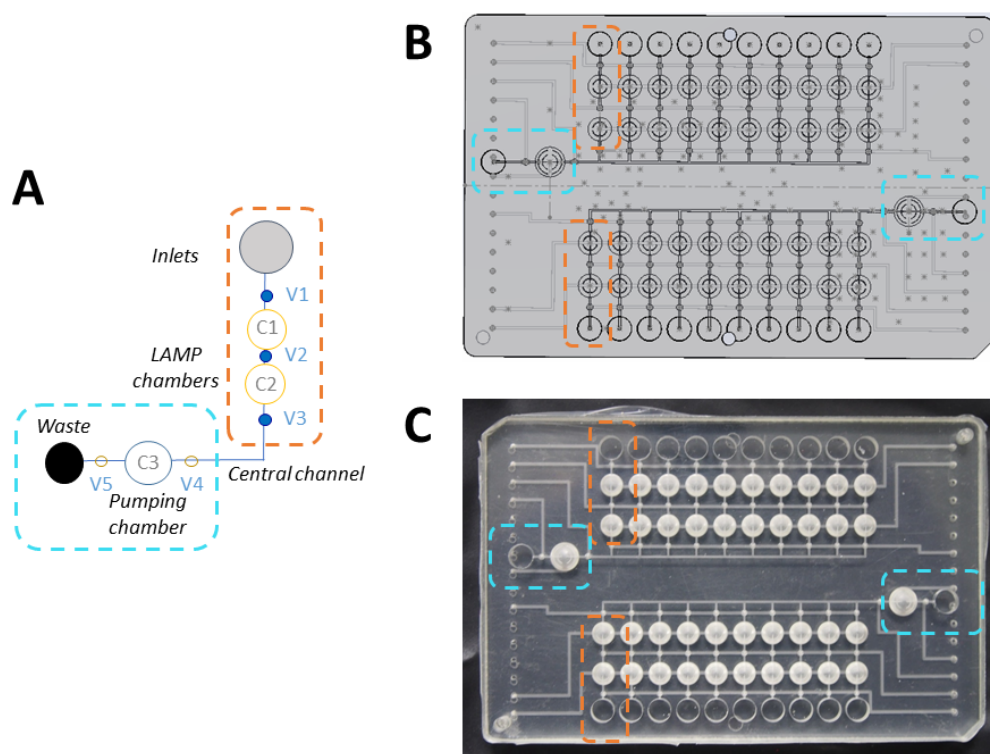 A
Inlets
V1
C1
V2
LAMP
chambers
C2
V3
Waste
C3
V5
V4
Central channel
Pumping
chamber
B
C